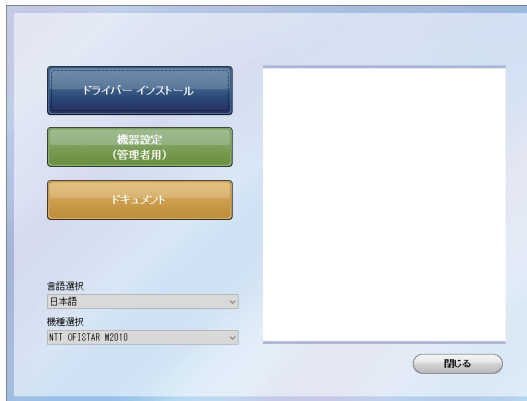 ドライバー インストール
機器設定
(管理者用)
ドキュメント
言語選択
日本語
機種選択
NTT OFISTAR M2010
閉じる